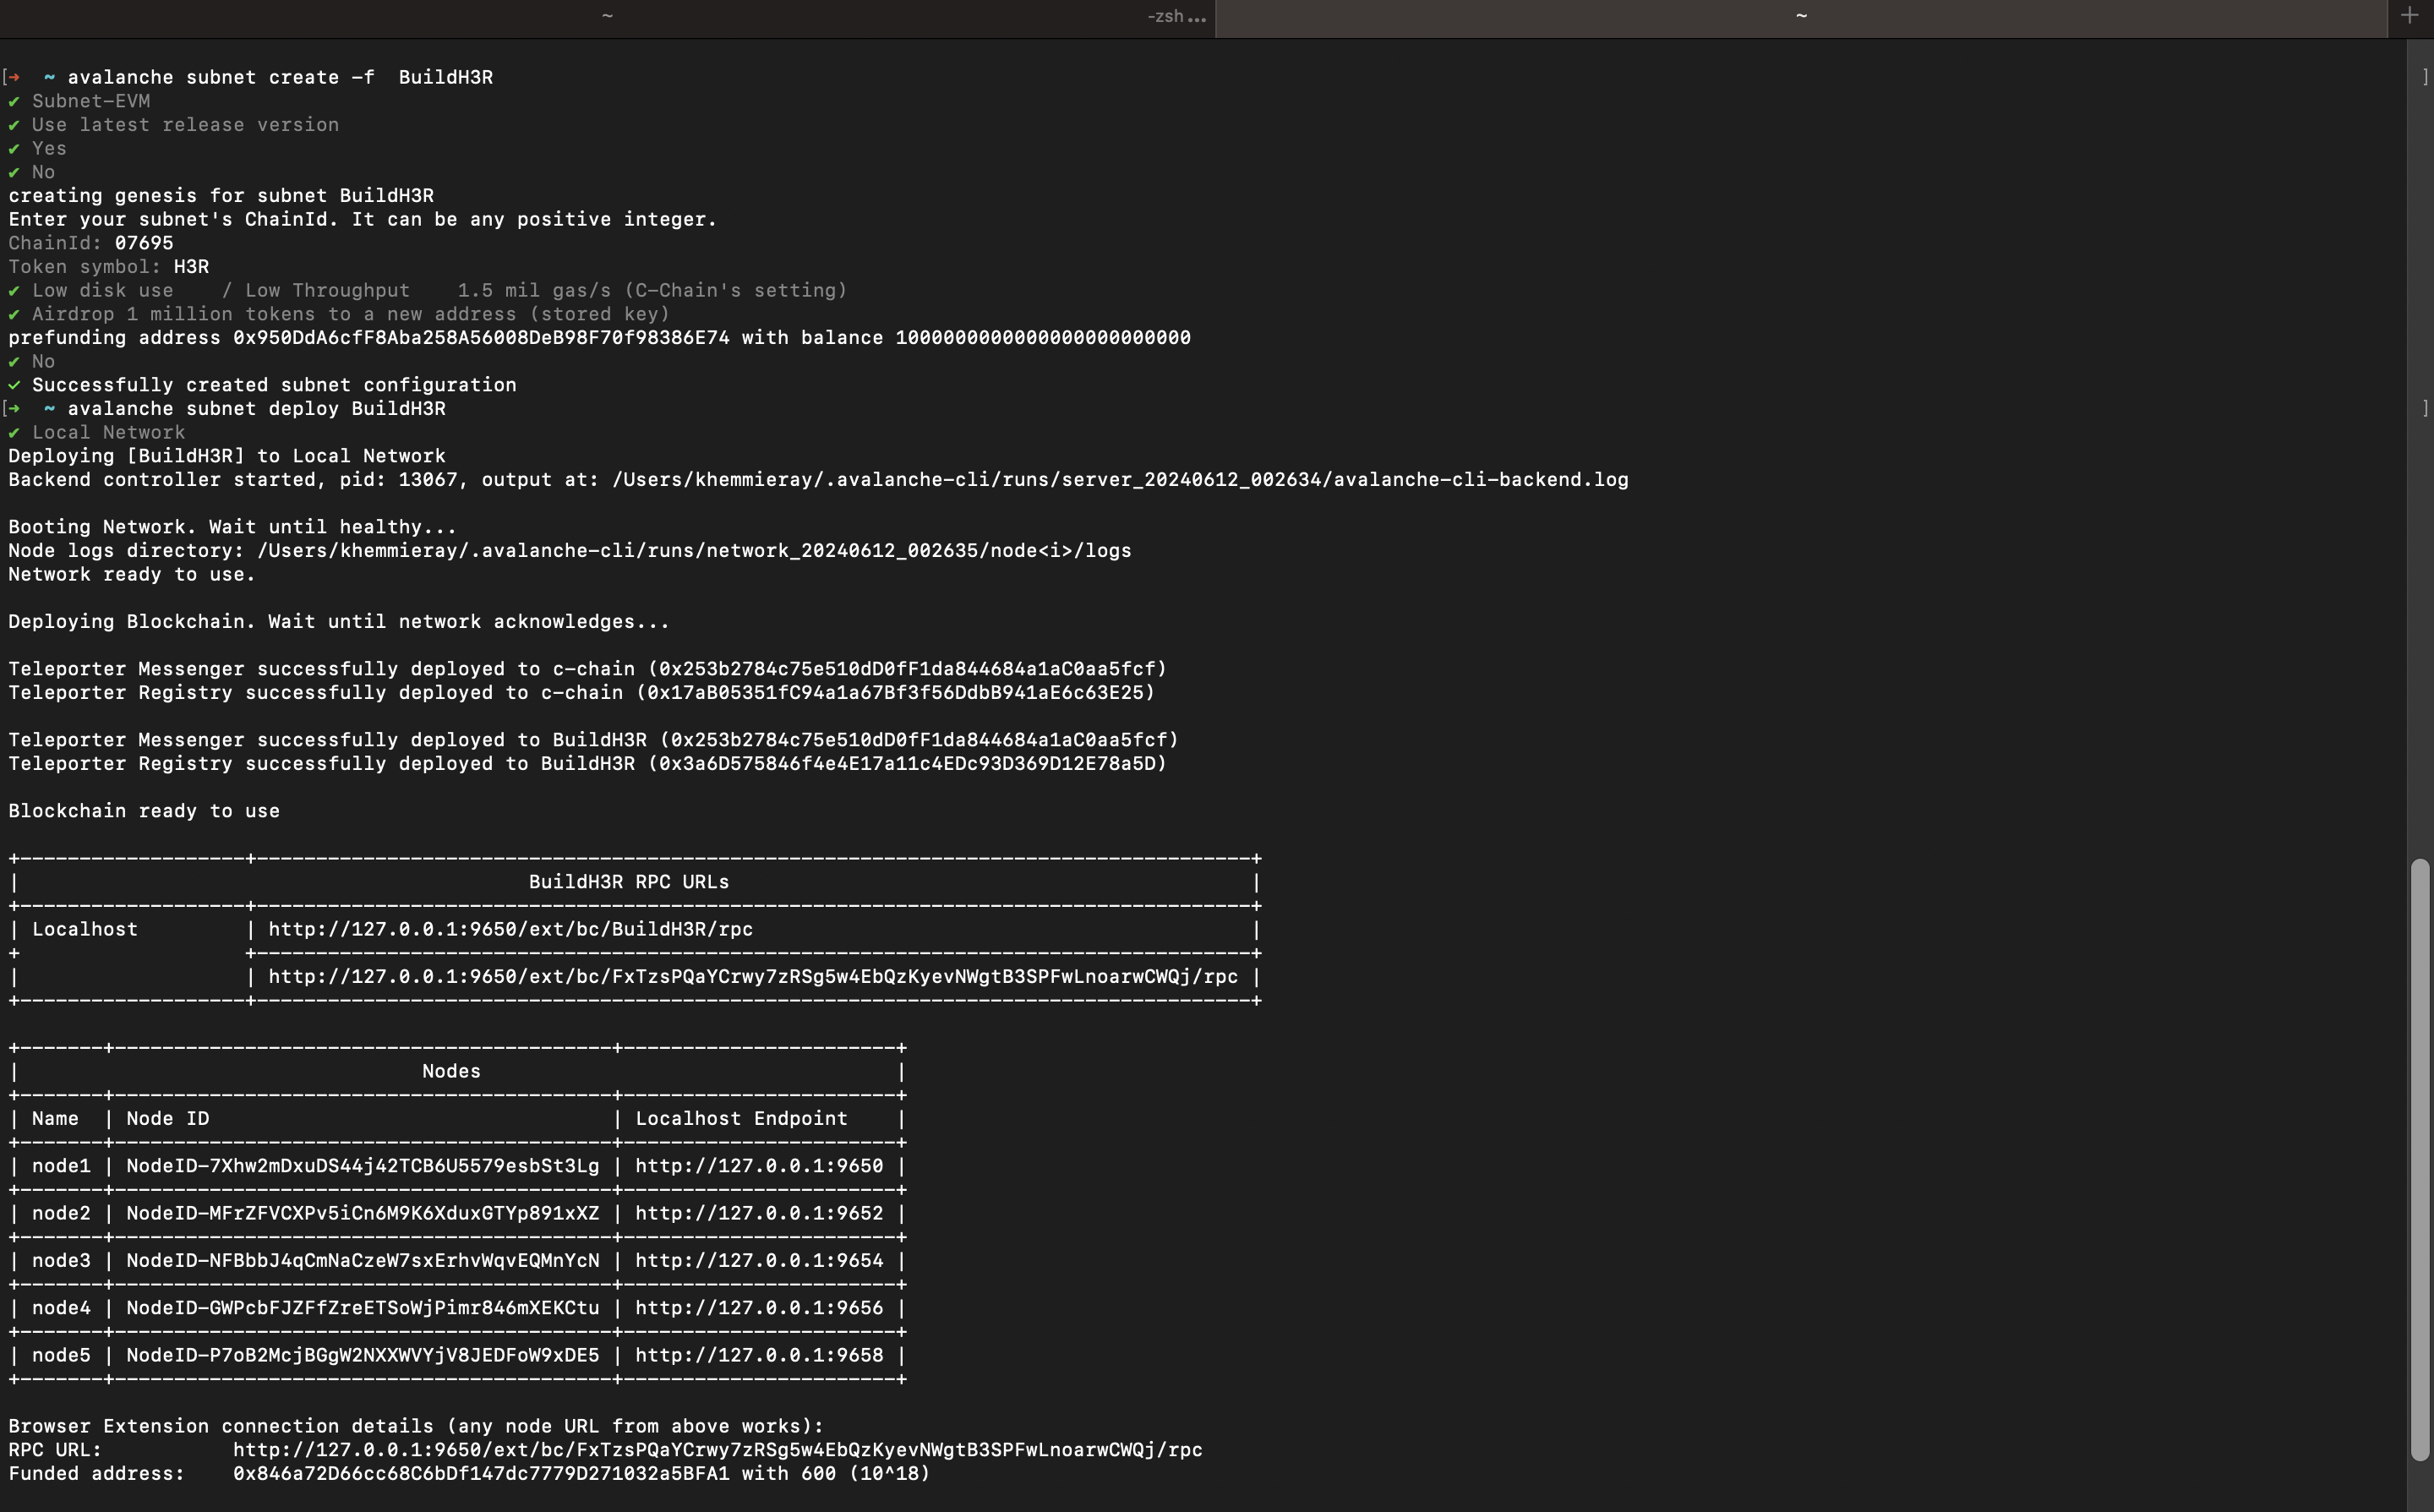 ~ -zsh... ~ +
[➜ ~ avalanche subnet create -f  BuildH3R ]
✔ Subnet-EVM
✔ Use latest release version
✔ Yes
✔ No
creating genesis for subnet BuildH3R
Enter your subnet's ChainId. It can be any positive integer.
ChainId: 07695
Token symbol: H3R
✔ Low disk use    / Low Throughput    1.5 mil gas/s (C-Chain's setting)
✔ Airdrop 1 million tokens to a new address (stored key)
prefunding address 0x950DdA6cfF8Aba258A56008DeB98F70f98386E74 with balance 1000000000000000000000000
✔ No
✓ Successfully created subnet configuration
[➜ ~ avalanche subnet deploy BuildH3R ]
✔ Local Network
Deploying [BuildH3R] to Local Network
Backend controller started, pid: 13067, output at: /Users/khemmieray/.avalanche-cli/runs/server_20240612_002634/avalanche-cli-backend.log
Booting Network. Wait until healthy...
Node logs directory: /Users/khemmieray/.avalanche-cli/runs/network_20240612_002635/node<i>/logs
Network ready to use.
Deploying Blockchain. Wait until network acknowledges...
Teleporter Messenger successfully deployed to c-chain (0x253b2784c75e510dD0fF1da844684a1aC0aa5fcf)
Teleporter Registry successfully deployed to c-chain (0x17aB05351fC94a1a67Bf3f56DdbB941aE6c63E25)
Teleporter Messenger successfully deployed to BuildH3R (0x253b2784c75e510dD0fF1da844684a1aC0aa5fcf)
Teleporter Registry successfully deployed to BuildH3R (0x3a6D575846f4e4E17a11c4EDc93D369D12E78a5D)
Blockchain ready to use
BuildH3R RPC URLs
| Localhost | http://127.0.0.1:9650/ext/bc/BuildH3R/rpc |
| | http://127.0.0.1:9650/ext/bc/FxTzsPQaYCrwy7zRSg5w4EbQzKyevNWgtB3SPFwLnoarwCWQj/rpc |
Nodes
| Name | Node ID | Localhost Endpoint |
| node1 | NodeID-7Xhw2mDxuDS44j42TCB6U5579esbSt3Lg | http://127.0.0.1:9650 |
| node2 | NodeID-MFrZFVCXPv5iCn6M9K6XduxGTYp891xXZ | http://127.0.0.1:9652 |
| node3 | NodeID-NFBbbJ4qCmNaCzeW7sxErhvWqvEQMnYcN | http://127.0.0.1:9654 |
| node4 | NodeID-GWPcbFJZFfZreETSoWjPimr846mXEKCtu | http://127.0.0.1:9656 |
| node5 | NodeID-P7oB2McjBGgW2NXXWVYjV8JEDFoW9xDE5 | http://127.0.0.1:9658 |
Browser Extension connection details (any node URL from above works):
RPC URL:           http://127.0.0.1:9650/ext/bc/FxTzsPQaYCrwy7zRSg5w4EbQzKyevNWgtB3SPFwLnoarwCWQj/rpc
Funded address:    0x846a72D66cc68C6bDf147dc7779D271032a5BFA1 with 600 (10^18)